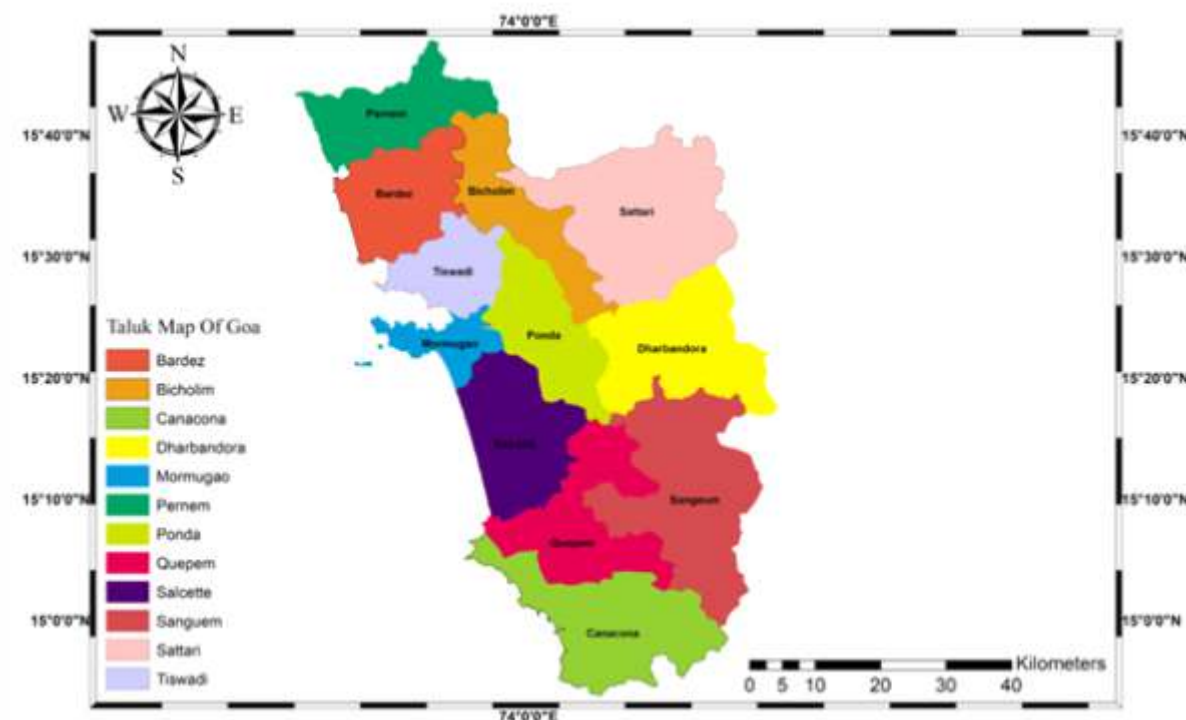 74°0'0"E
N
W E
S
15°40'0"N 15°40'0"N
15°30'0"N 15°30'0"N
15°20'0"N 15°20'0"N
15°10'0"N 15°10'0"N
15°0'0"N 15°0'0"N
Pernem
Bardez
Bicholim
Sattari
Tiswadi
Ponda
Mormugao
Dharbandora
Sanguem
Quepem
Canacona
Taluk Map Of Goa
Bardez
Bicholim
Canacona
Dharbandora
Mormugao
Pernem
Ponda
Quepem
Salcette
Sanguem
Sattari
Tiswadi
Kilometers
0 5 10 20 30 40
74°0'0"E